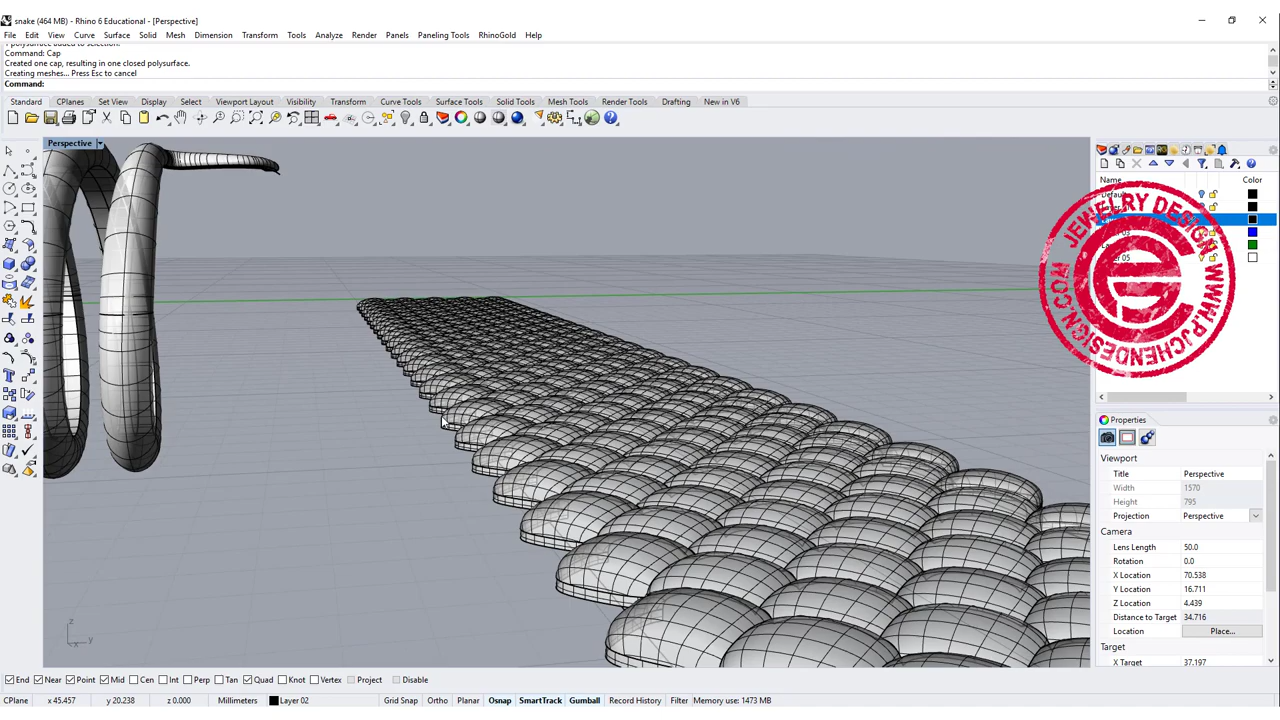 snake (464 MB) - Rhino 6 Educational - [Perspective]
File Edit View Curve Surface Solid Mesh Dimension Transform Tools Analyze Render Panels Paneling Tools RhinoGold Help
Command: Cap
Created one cap, resulting in one closed polysurface.
Creating meshes... Press Esc to cancel
Command:
Standard CPlanes Set View Display Select Viewport Layout Visibility Transform Curve Tools Surface Tools Solid Tools Mesh Tools Render Tools Drafting New in V6
Perspective
Name Color
Default
JEWELRY DESIGN
WWW.PJCHENDESIGN.COM
Properties
Viewport
Title Perspective
Width 1570
Height 795
Projection Perspective
Camera
Lens Length 50.0
Rotation 0.0
X Location 70.538
Y Location 16.711
Z Location 4.439
Distance to Target 34.716
Location Place...
Target
X Target 37.197
z
x y
End Near Point Mid Cen Int Perp Tan Quad Knot Vertex Project Disable
CPlane x 45.457 y 20.238 z 0.000 Millimeters Layer 02 Grid Snap Ortho Planar Osnap SmartTrack Gumball Record History Filter Memory use: 1473 MB